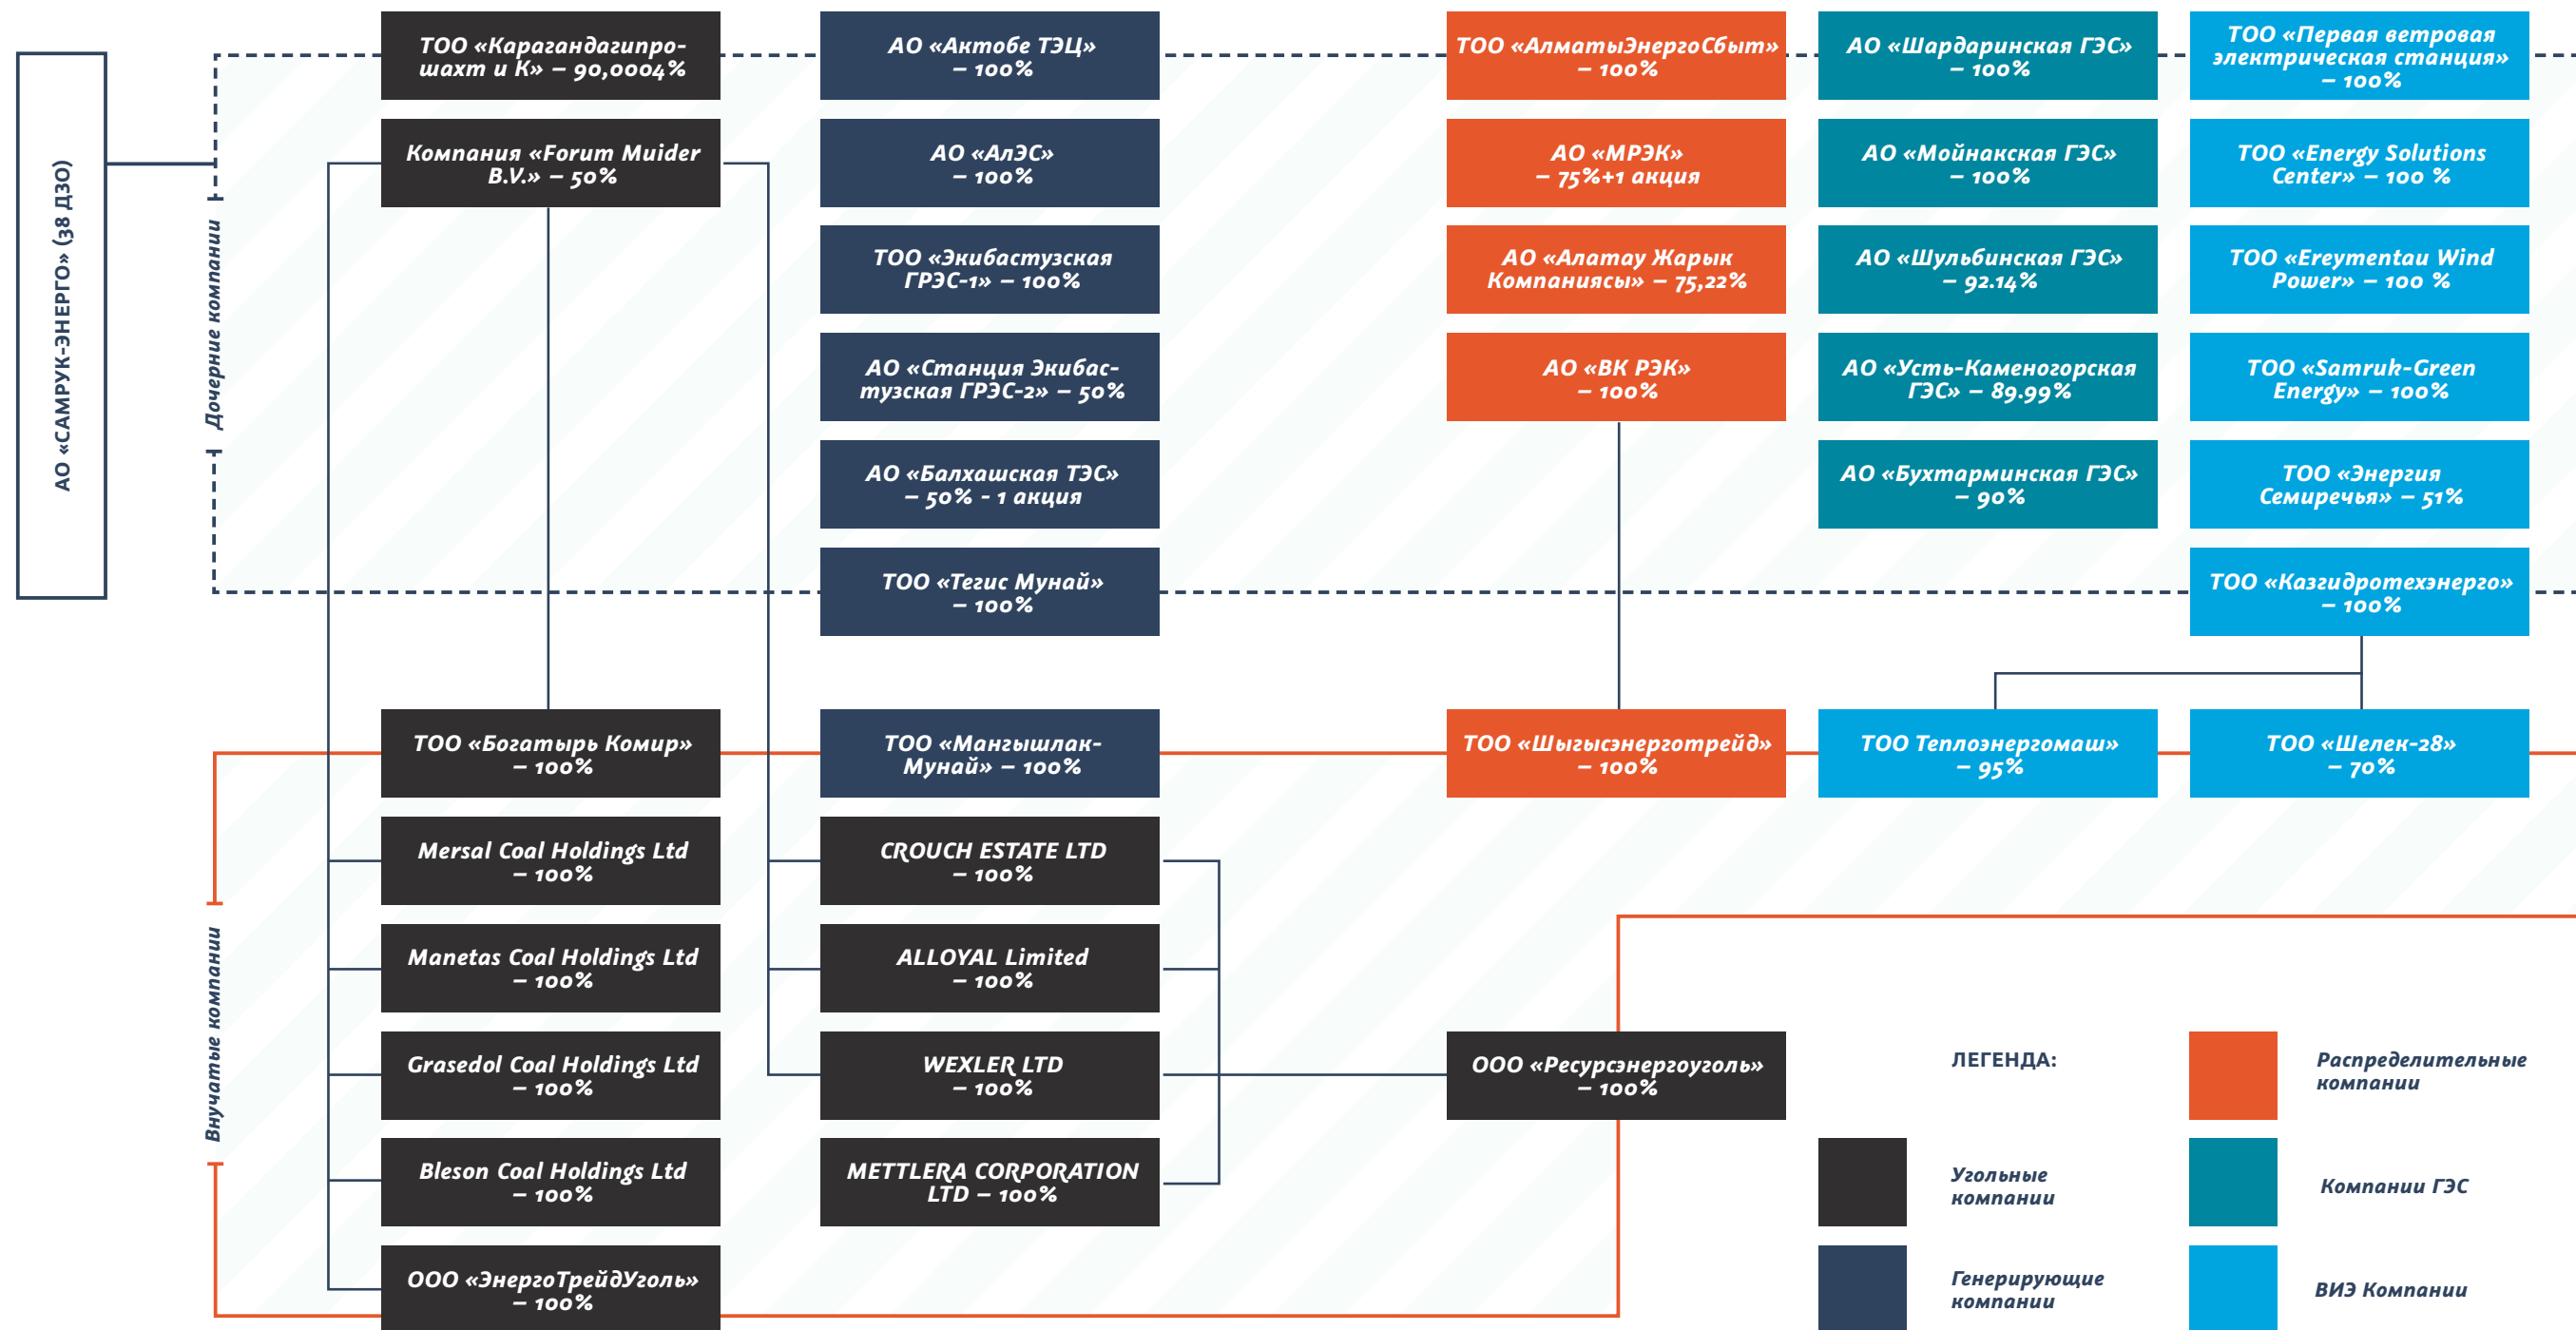 АО «САМРУК-ЭНЕРГО» (38 ДЗО)
Дочерние компании
ТОО «Карагандагипро-
шахт и К» – 90,0004%
Компания «Forum Muider
B.V.» – 50%
АО «Актобе ТЭЦ»
– 100%
АО «АлЭС»
– 100%
ТОО «Экибастузская
ГРЭС-1» – 100%
АО «Станция Экибас-
тузская ГРЭС-2» – 50%
АО «Балхашская ТЭС»
– 50% - 1 акция
ТОО «Тегис Мунай»
– 100%
ТОО «АлматыЭнергоСбыт»
– 100%
АО «МРЭК»
– 75%+1 акция
АО «Алатау Жарык
Компаниясы» – 75,22%
АО «ВК РЭК»
– 100%
АО «Шардаринская ГЭС»
– 100%
АО «Мойнакская ГЭС»
– 100%
АО «Шульбинская ГЭС»
– 92.14%
АО «Усть-Каменогорская
ГЭС» – 89.99%
АО «Бухтарминская ГЭС»
– 90%
ТОО «Первая ветровая
электрическая станция»
– 100%
ТОО «Energy Solutions
Center» – 100 %
ТОО «Ereymentau Wind
Power» – 100 %
ТОО «Samruk-Green
Energy» – 100%
ТОО «Энергия
Семиречья» – 51%
ТОО «Казгидротехэнерго»
– 100%
Внучатые компании
ТОО «Богатырь Комир»
– 100%
Mersal Coal Holdings Ltd
– 100%
Manetas Coal Holdings Ltd
– 100%
Grasedol Coal Holdings Ltd
– 100%
Bleson Coal Holdings Ltd
– 100%
ООО «ЭнергоТрейдУголь»
– 100%
ТОО «Мангышлак-
Мунай» – 100%
CROUCH ESTATE LTD
– 100%
ALLOYAL Limited
– 100%
WEXLER LTD
– 100%
METTLERA CORPORATION
LTD – 100%
ТОО «Шыгысэнерготрейд»
– 100%
ООО «Ресурсэнергоуголь»
– 100%
ТОО Теплоэнергомаш»
– 95%
ТОО «Шелек-28»
– 70%
ЛЕГЕНДА:
Распределительные
компании
Угольные
компании
Компании ГЭС
Генерирующие
компании
ВИЭ Компании